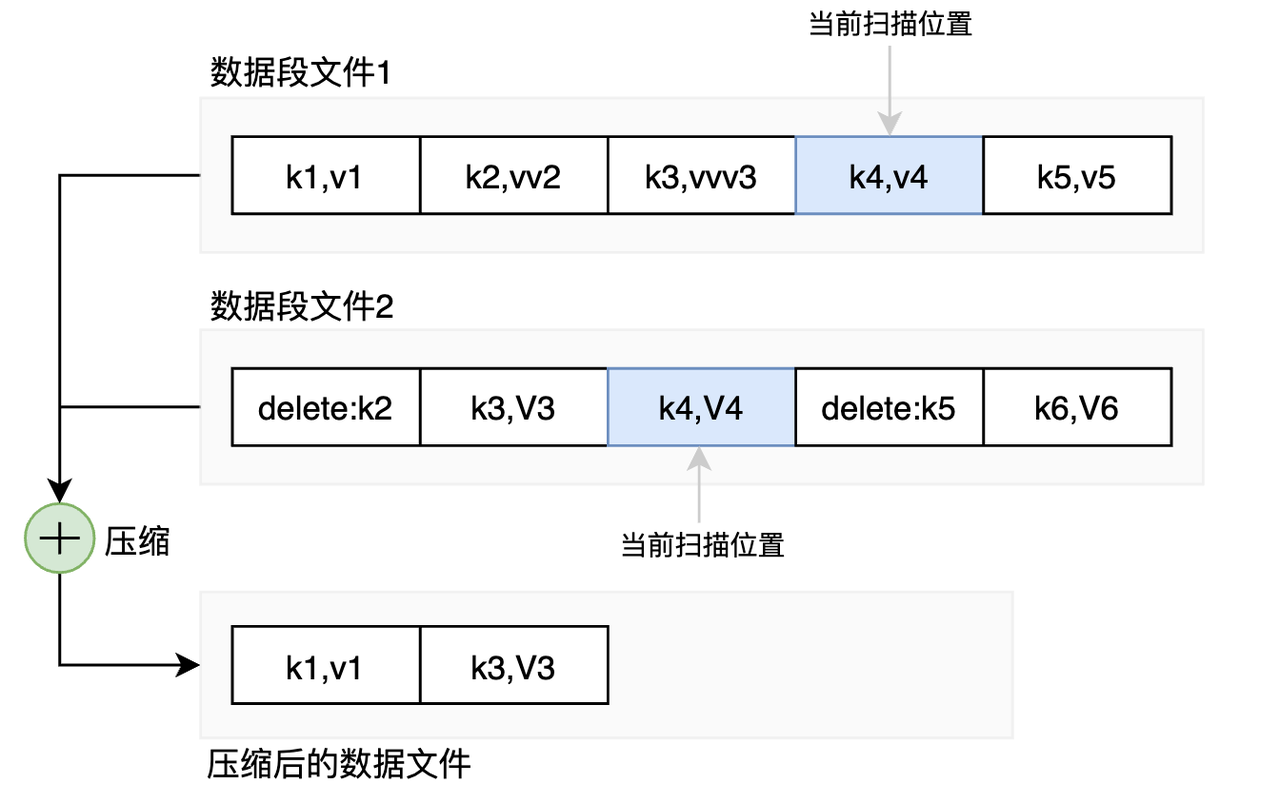 当前扫描位置
数据段文件1
k1,v1 k2,vv2 k3,vvv3 k4,v4 k5,v5
数据段文件2
delete:k2 k3,V3 k4,V4 delete:k5 k6,V6
压缩
当前扫描位置
k1,v1 k3,V3
压缩后的数据文件